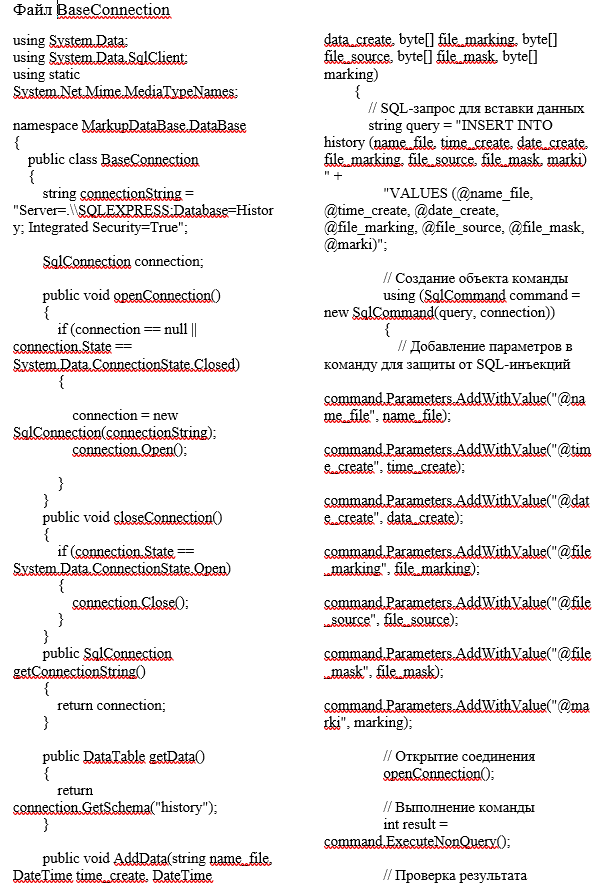 Файл BaseConnection
using System.Data;
using System.Data.SqlClient;
using static
System.Net.Mime.MediaTypeNames;
namespace MarkupDataBase.DataBase
{
public class BaseConnection
{
string connectionString =
"Server=.\\SQLEXPRESS;Database=Histor
y; Integrated Security=True";
SqlConnection connection;
public void openConnection()
{
if (connection == null ||
connection.State ==
System.Data.ConnectionState.Closed)
{
connection = new
SqlConnection(connectionString);
connection.Open();
}
}
public void closeConnection()
{
if (connection.State ==
System.Data.ConnectionState.Open)
{
connection.Close();
}
}
public SqlConnection
getConnectionString()
{
return connection;
}
public DataTable getData()
{
return
connection.GetSchema("history");
}
public void AddData(string name_file,
DateTime time_create, DateTime
data_create, byte[] file_marking, byte[]
file_source, byte[] file_mask, byte[]
marking)
{
// SQL-запрос для вставки данных
string query = "INSERT INTO
history (name_file, time_create, date_create,
file_marking, file_source, file_mask, marki)
" +
"VALUES (@name_file,
@time_create, @date_create,
@file_marking, @file_source, @file_mask,
@marki)";
// Создание объекта команды
using (SqlCommand command =
new SqlCommand(query, connection))
{
// Добавление параметров в
команду для защиты от SQL-инъекций
command.Parameters.AddWithValue("@na
me_file", name_file);
command.Parameters.AddWithValue("@tim
e_create", time_create);
command.Parameters.AddWithValue("@dat
e_create", data_create);
command.Parameters.AddWithValue("@file
_marking", file_marking);
command.Parameters.AddWithValue("@file
_source", file_source);
command.Parameters.AddWithValue("@file
_mask", file_mask);
command.Parameters.AddWithValue("@ma
rki", marking);
// Открытие соединения
openConnection();
// Выполнение команды
int result =
command.ExecuteNonQuery();
// Проверка результата